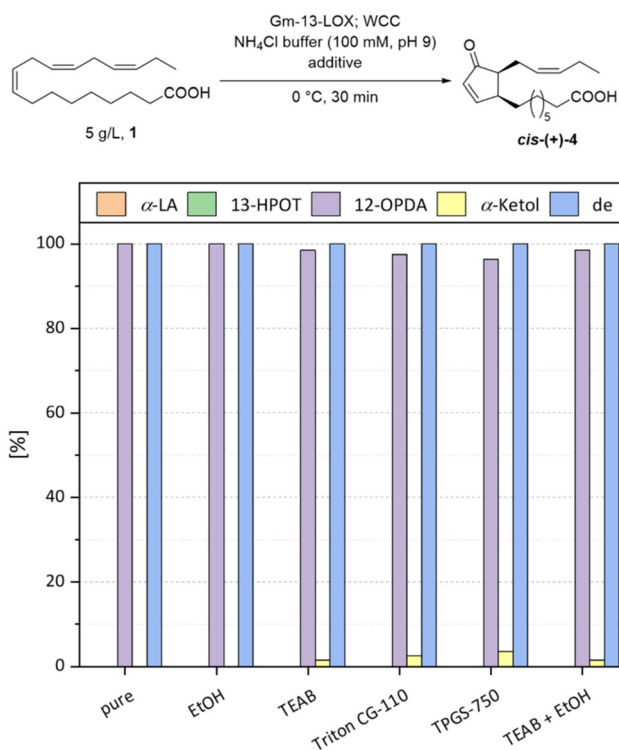 Gm-13-LOX; WCC
NH₄Cl buffer (100 mM, pH 9)
additive
0 °C, 30 min
COOH
5 g/L, 1
O
5
COOH
cis-(+)-4
α-LA 13-HPOT 12-OPDA α-Ketol de
100
80
60
40
20
0
[%]
pure EtOH TEAB Triton CG-110 TPGS-750 TEAB + EtOH